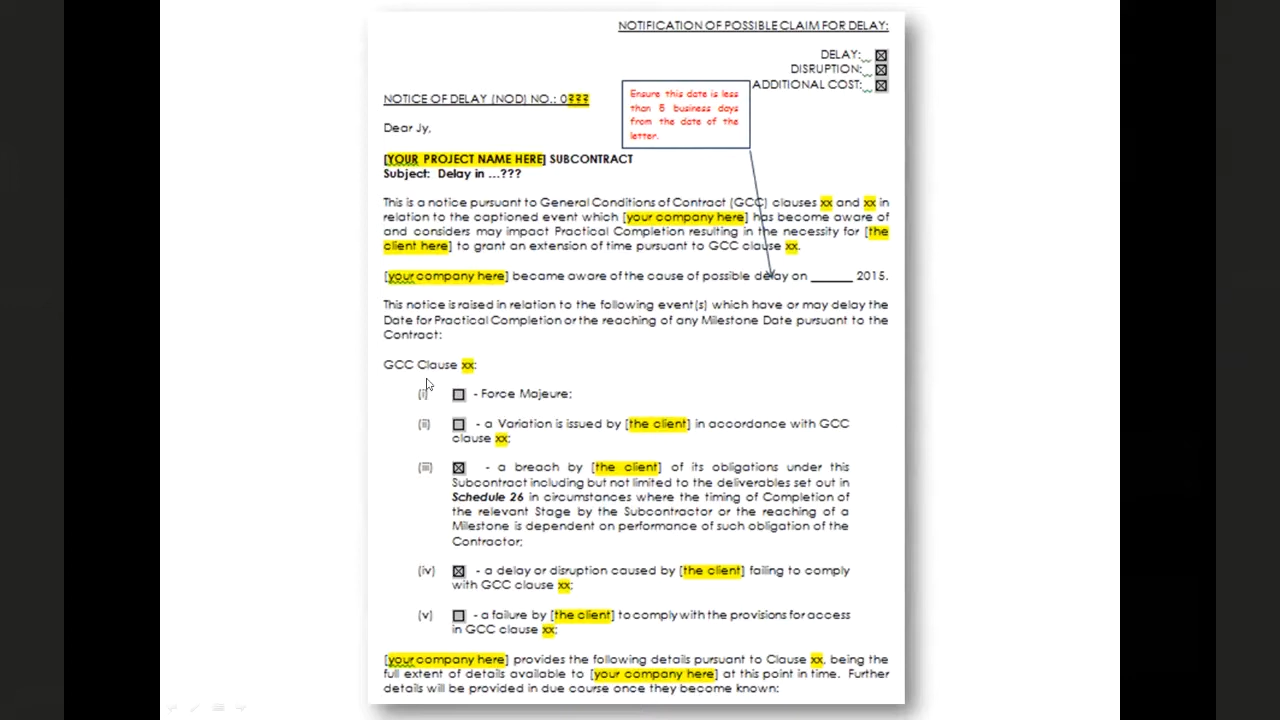 NOTIFICATION OF POSSIBLE CLAIM FOR DELAY:
DELAY:
DISRUPTION:
ADDITIONAL COST:
Ensure this date is less
than 5 business days
from the date of the
letter.
NOTICE OF DELAY (NOD) NO.: 0???
Dear Jy,
[YOUR PROJECT NAME HERE] SUBCONTRACT
Subject: Delay in ...???
This is a notice pursuant to General Conditions of Contract (GCC) clauses xx and xx in
relation to the captioned event which [your company here] has become aware of
and considers may impact Practical Completion resulting in the necessity for [the
client here] to grant an extension of time pursuant to GCC clause xx.
[your company here] became aware of the cause of possible delay on ______ 2015.
This notice is raised in relation to the following event(s) which have or may delay the
Date for Practical Completion or the reaching of any Milestone Date pursuant to the
Contract:
GCC Clause xx:
(i) - Force Majeure;
(ii) - a Variation is issued by [the client] in accordance with GCC
clause xx;
(iii) - a breach by [the client] of its obligations under this
Subcontract including but not limited to the deliverables set out in
Schedule 26 in circumstances where the timing of Completion of
the relevant Stage by the Subcontractor or the reaching of a
Milestone is dependent on performance of such obligation of the
Contractor;
(iv) - a delay or disruption caused by [the client] failing to comply
with GCC clause xx;
(v) - a failure by [the client] to comply with the provisions for access
in GCC clause xx;
[your company here] provides the following details pursuant to Clause xx, being the
full extent of details available to [your company here] at this point in time. Further
details will be provided in due course once they become known: